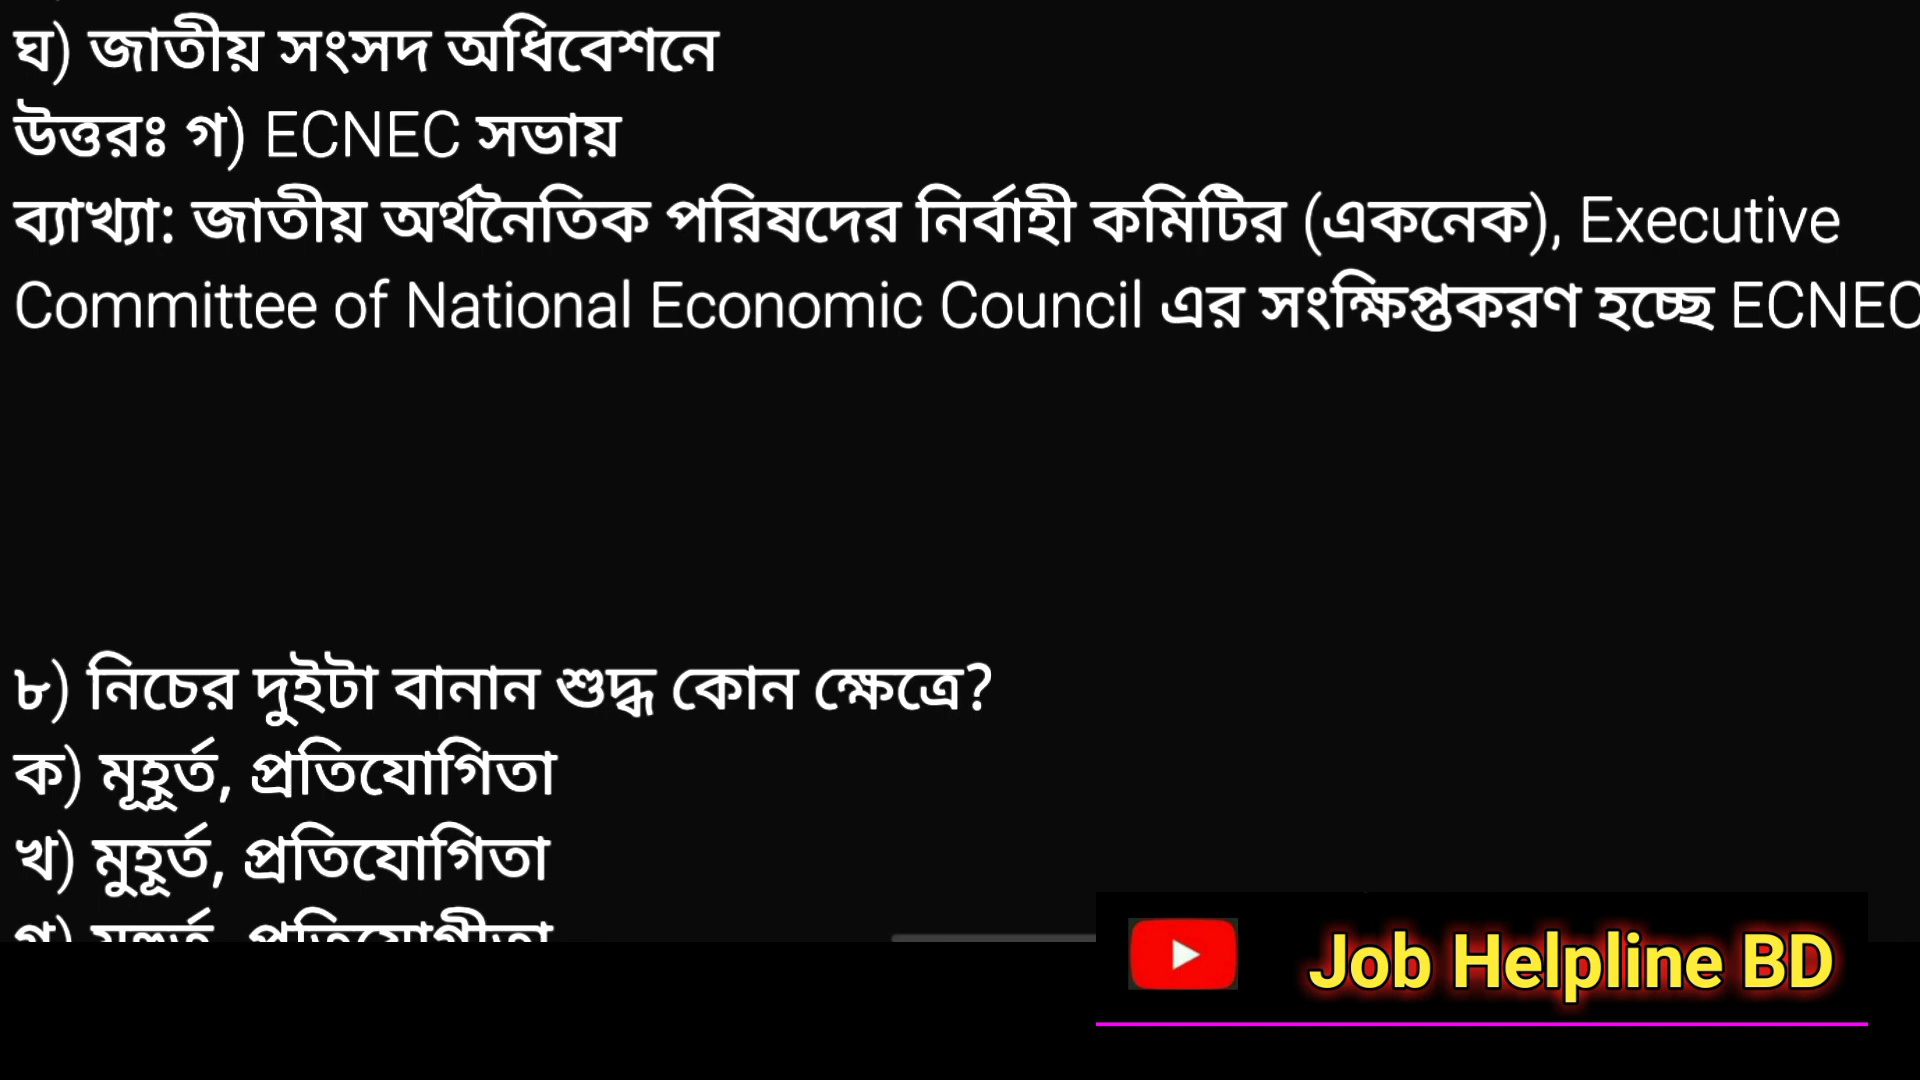 ঘ) জাতীয় সংসদ অধিবেশনে
উত্তরঃ গ) ECNEC সভায়
ব্যাখ্যা: জাতীয় অর্থনৈতিক পরিষদের নির্বাহী কমিটির (একনেক), Executive
Committee of National Economic Council এর সংক্ষিপ্তকরণ হচ্ছে ECNEC
৮) নিচের দুইটা বানান শুদ্ধ কোন ক্ষেত্রে?
ক) মূহূর্ত, প্রতিযোগিতা
খ) মুহূর্ত, প্রতিযোগিতা
গ)
Job Helpline BD